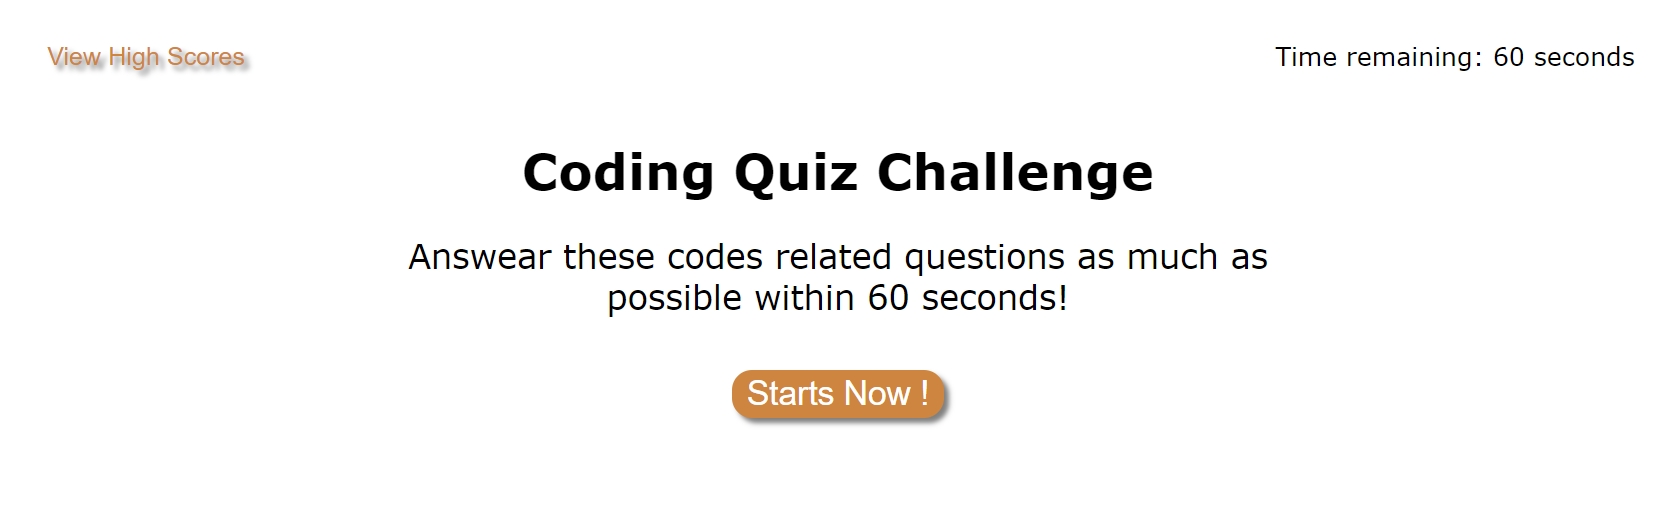 View High Scores
Time remaining: 60 seconds
Coding Quiz Challenge
Answear these codes related questions as much as
possible within 60 seconds!
Starts Now !